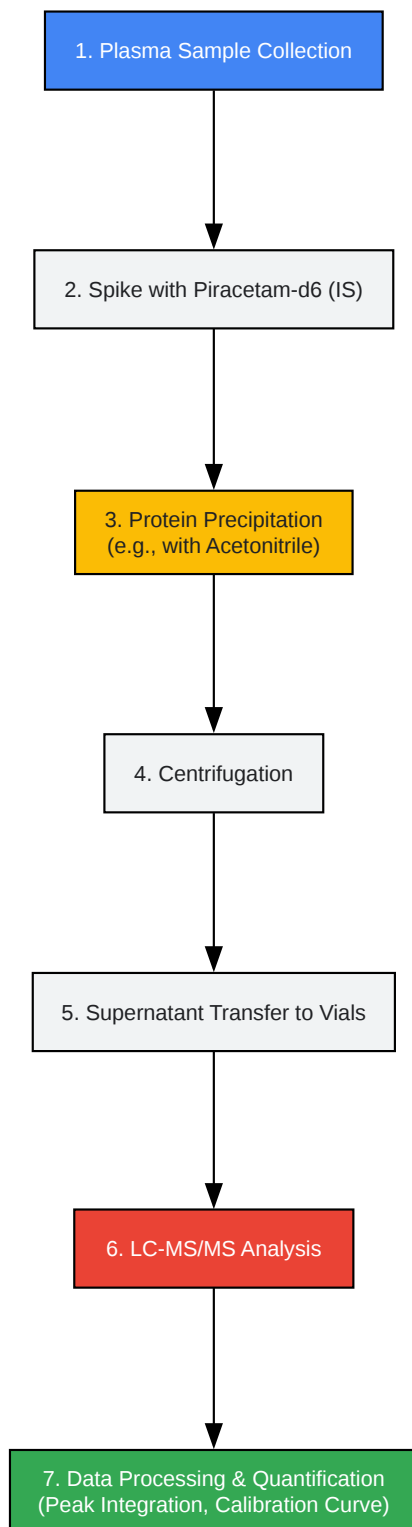 1. Plasma Sample Collection
2. Spike with Piracetam-d6 (IS)
3. Protein Precipitation
(e.g., with Acetonitrile)
4. Centrifugation
5. Supernatant Transfer to Vials
6. LC-MS/MS Analysis
7. Data Processing & Quantification
(Peak Integration, Calibration Curve)